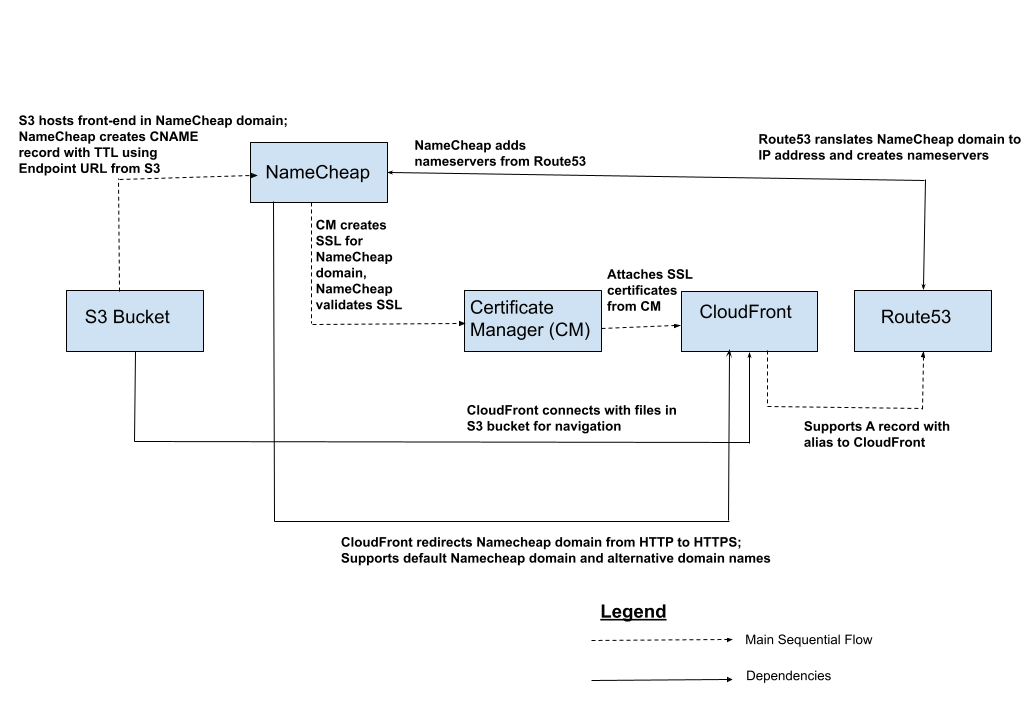 S3 hosts front-end in NameCheap domain;
NameCheap creates CNAME
record with TTL using
Endpoint URL from S3
NameCheap
NameCheap adds
nameservers from Route53
Route53 ranslates NameCheap domain to
IP address and creates nameservers
CM creates
SSL for
NameCheap
domain,
NameCheap
validates SSL
S3 Bucket
Certificate
Manager (CM)
Attaches SSL
certificates
from CM
CloudFront
Route53
CloudFront connects with files in
S3 bucket for navigation
Supports A record with
alias to CloudFront
CloudFront redirects Namecheap domain from HTTP to HTTPS;
Supports default Namecheap domain and alternative domain names
Legend
Main Sequential Flow
Dependencies